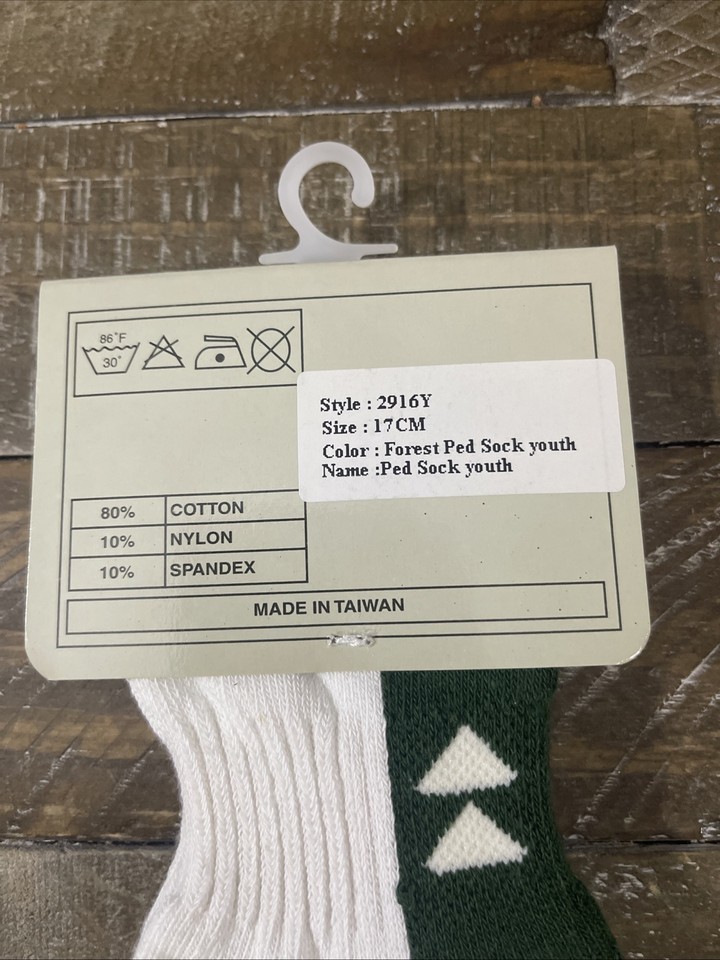 86°F
30°
Style : 2916Y
Size : 17CM
Color : Forest Ped Sock youth
Name :Ped Sock youth
80% COTTON
10% NYLON
10% SPANDEX
MADE IN TAIWAN